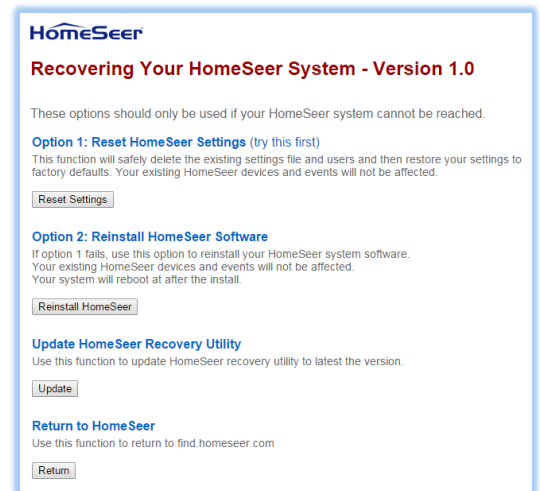 HomeSeer
Recovering Your HomeSeer System - Version 1.0
These options should only be used if your HomeSeer system cannot be reached.
Option 1: Reset HomeSeer Settings (try this first)
This function will safely delete the existing settings file and users and then restore your settings to
factory defaults. Your existing HomeSeer devices and events will not be affected.
Reset Settings
Option 2: Reinstall HomeSeer Software
If option 1 fails, use this option to reinstall your HomeSeer system software.
Your existing HomeSeer devices and events will not be affected.
Your system will reboot at after the install.
Reinstall HomeSeer
Update HomeSeer Recovery Utility
Use this function to update HomeSeer recovery utility to latest the version.
Update
Return to HomeSeer
Use this function to return to find.homeseer.com
Return